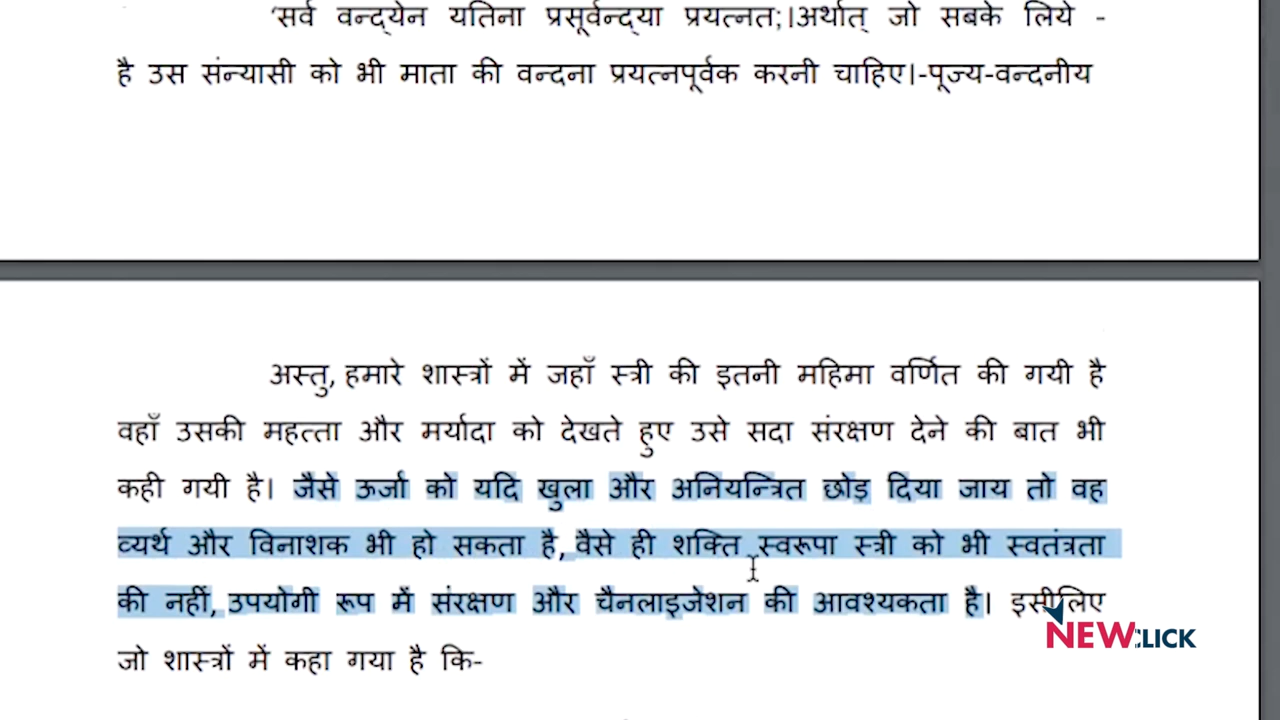 ‘सर्व वन्द्येन यतिना प्रसूर्वन्द्या प्रयत्नत;।अर्थात् जो सबके लिये -
है उस संन्यासी को भी माता की वन्दना प्रयत्नपूर्वक करनी चाहिए।-पूज्य-वन्दनीय
अस्तु, हमारे शास्त्रों में जहाँ स्त्री की इतनी महिमा वर्णित की गयी है
वहाँ उसकी महत्ता और मर्यादा को देखते हुए उसे सदा संरक्षण देने की बात भी
कही गयी है। जैसे ऊर्जा को यदि खुला और अनियन्त्रित छोड़ दिया जाय तो वह
व्यर्थ और विनाशक भी हो सकता है, वैसे ही शक्ति स्वरूपा स्त्री को भी स्वतंत्रता
की नहीं, उपयोगी रूप में संरक्षण और चैनलाइजेशन की आवश्यकता है। इसीलिए
जो शास्त्रों में कहा गया है कि-
NEWSCLICK